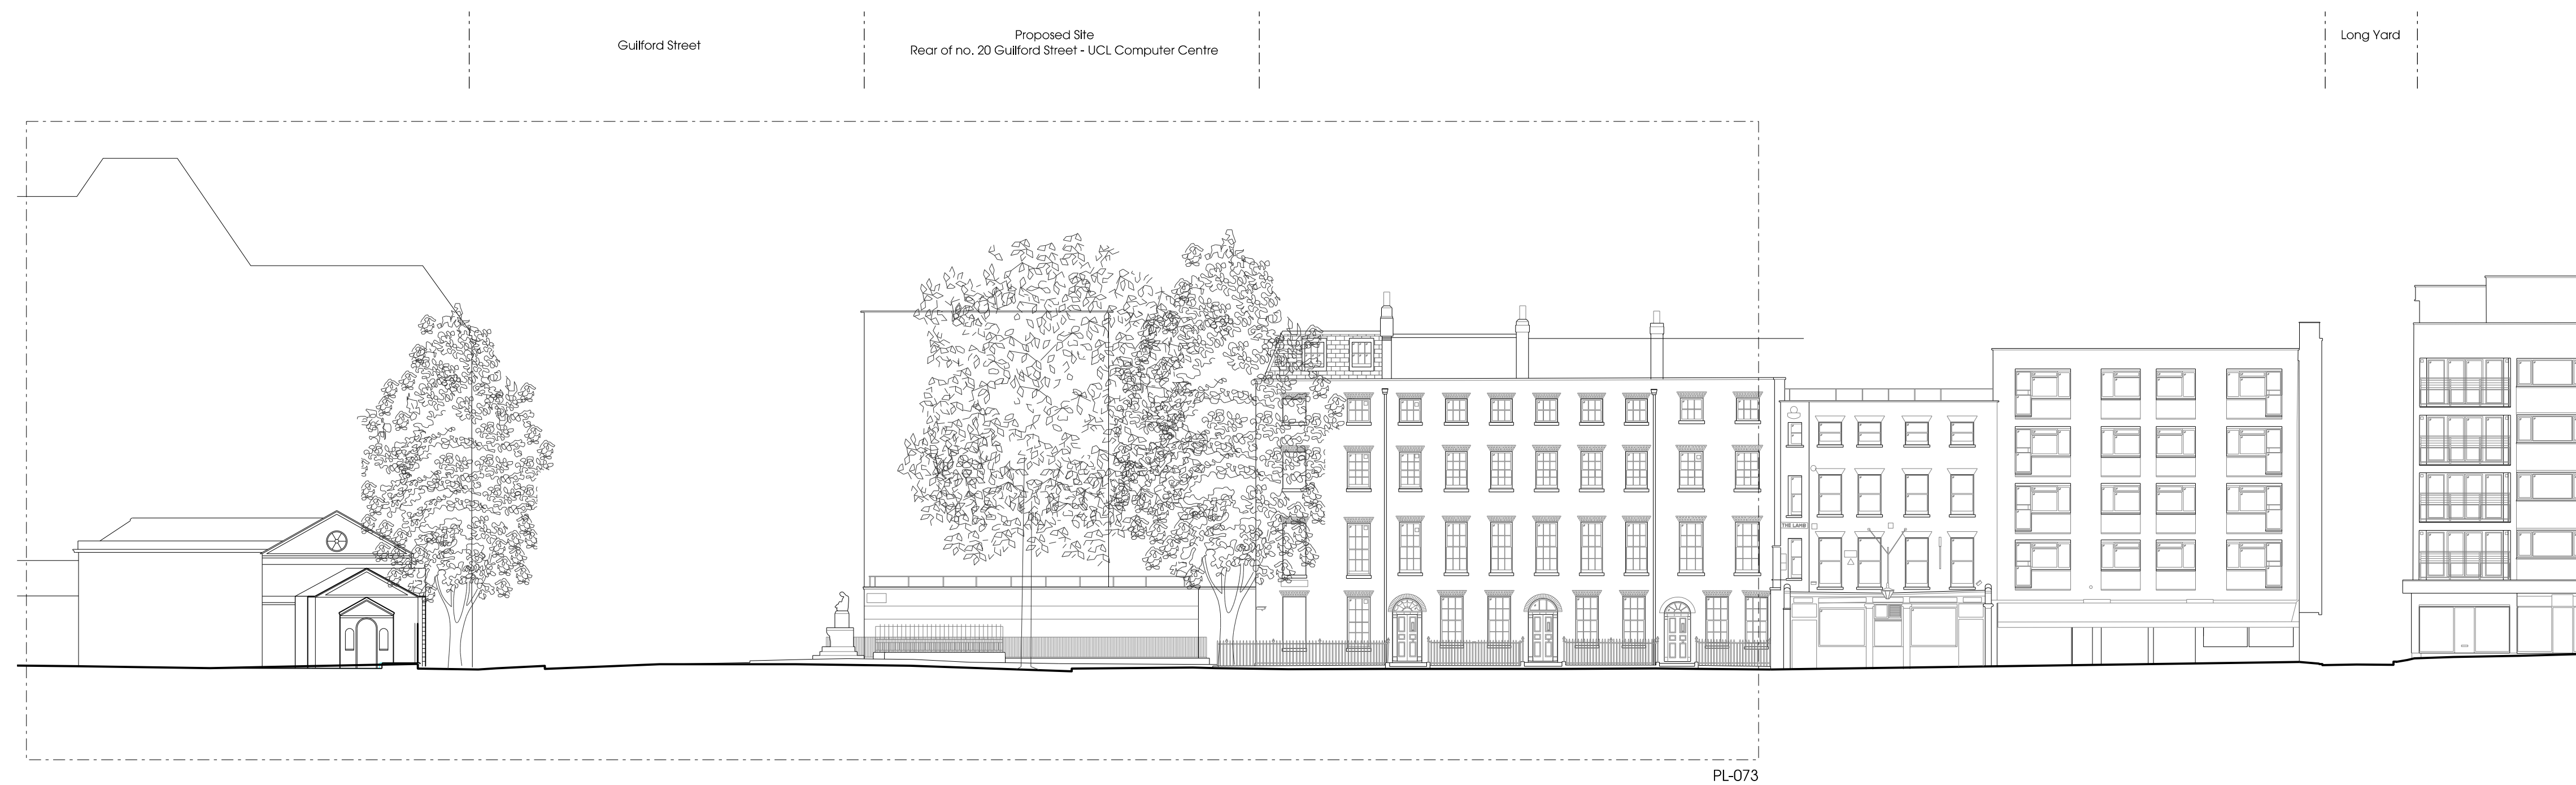 Guilford Street
Proposed Site
Rear of no. 20 Guilford Street - UCL Computer Centre
Long Yard
THE LAMB
PL-073